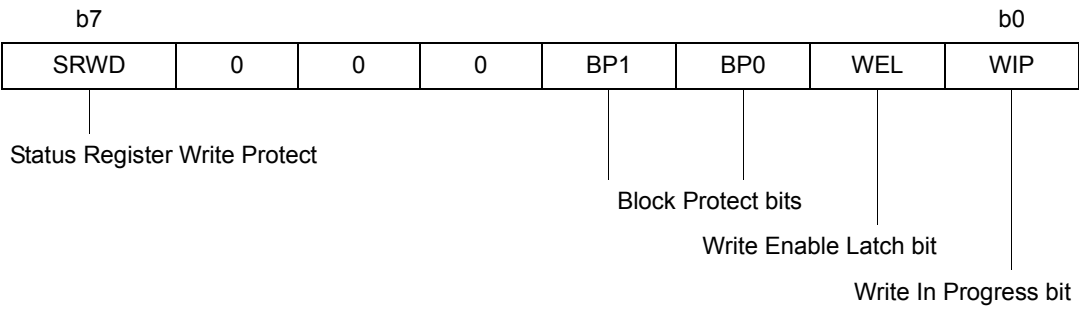 b7 b0
SRWD 0 0 0 BP1 BP0 WEL WIP
Status Register Write Protect
Block Protect bits
Write Enable Latch bit
Write In Progress bit